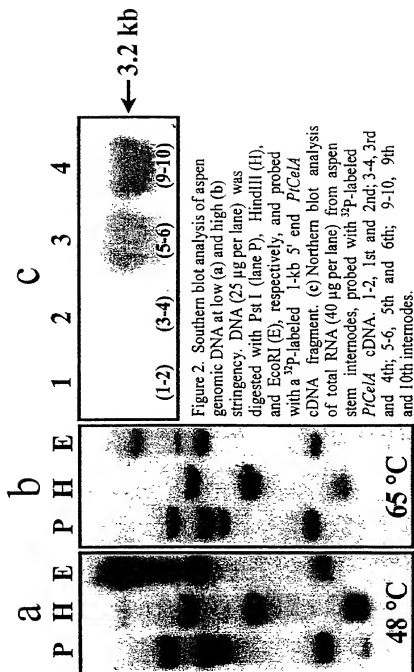 a
P H E
48 °C
b
P H E
65 °C
c
1 2 3 4
(1-2) (3-4) (5-6) (9-10)
←3.2 kb
Figure 2. Southern blot analysis of aspen
genomic DNA at low (a) and high (b)
stringency. DNA (25 µg per lane) was
digested with Pst I (lane P), HindIII (H),
and EcoRI (E), respectively, and probed
with a ³²P-labeled 1-kb 5' end PtCelA
cDNA fragment. (c) Northern blot analysis
of total RNA (40 µg per lane) from aspen
stem internodes, probed with ³²P-labeled
PtCelA cDNA. 1-2, 1st and 2nd; 3-4, 3rd
and 4th; 5-6, 5th and 6th; 9-10, 9th
and 10th internodes.